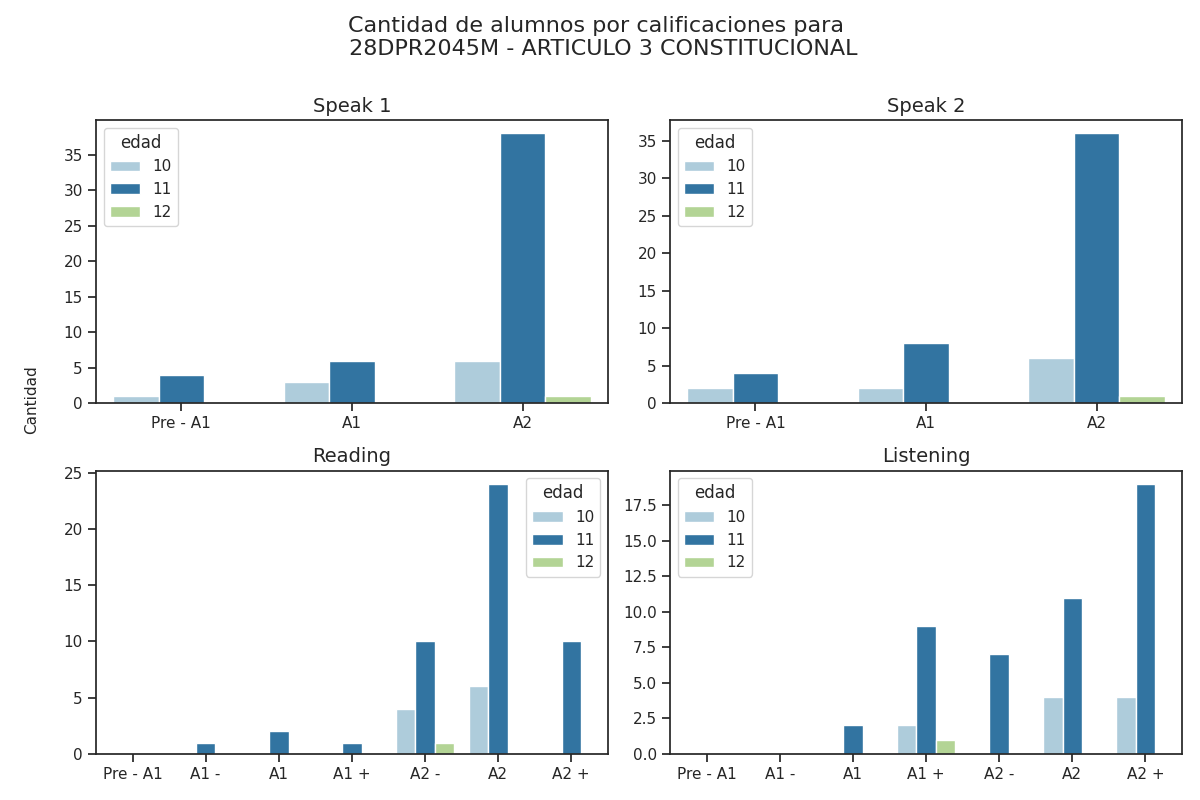 Cantidad de alumnos por calificaciones para
28DPR2045M - ARTICULO 3 CONSTITUCIONAL
Cantidad
Speak 1
edad
10
11
12
35
30
25
20
15
10
5
0
Pre - A1 A1 A2
Speak 2
edad
10
11
12
35
30
25
20
15
10
5
0
Pre - A1 A1 A2
Reading
edad
10
11
12
25
20
15
10
5
0
Pre - A1 A1 - A1 A1 + A2 - A2 A2 +
Listening
edad
10
11
12
17.5
15.0
12.5
10.0
7.5
5.0
2.5
0.0
Pre - A1 A1 - A1 A1 + A2 - A2 A2 +